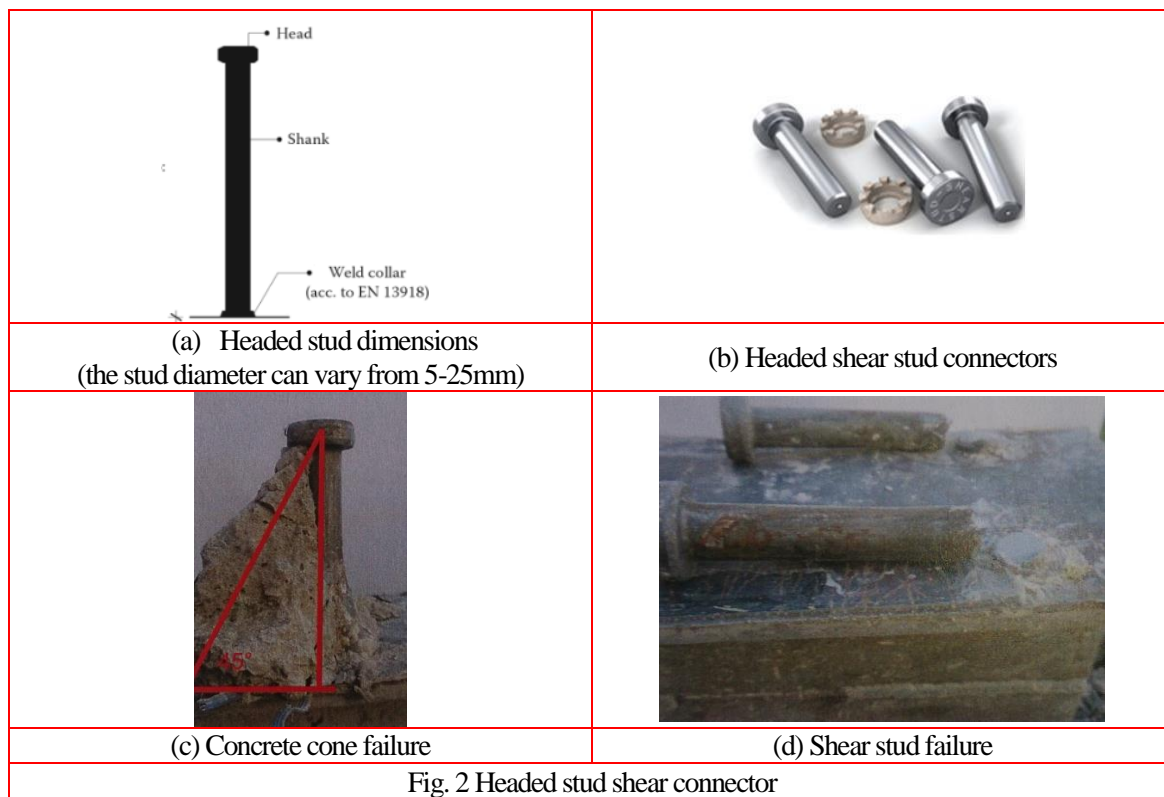 Head
Shank
Weld collar
(acc. to EN 13918)
(a) Headed stud dimensions
(the stud diameter can vary from 5-25mm)
(b) Headed shear stud connectors
45°
(c) Concrete cone failure
(d) Shear stud failure
Fig. 2 Headed stud shear connector